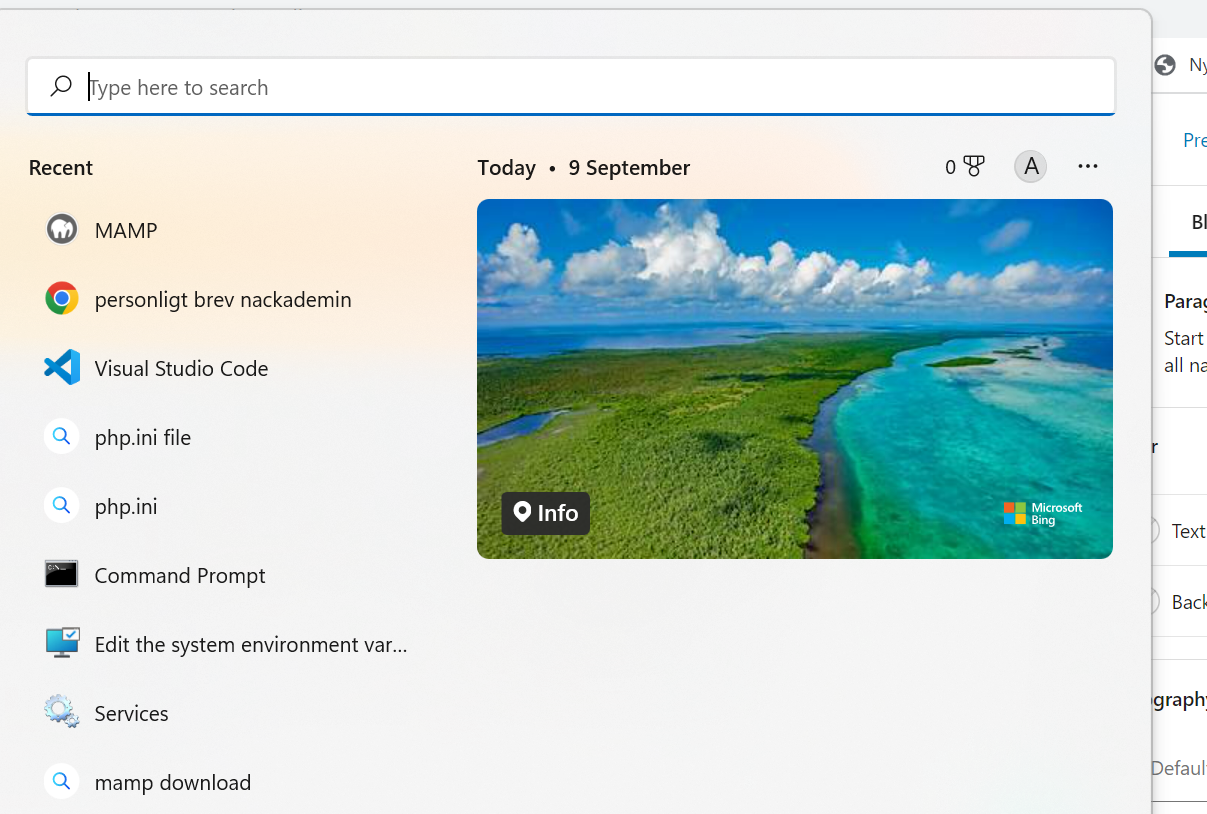 Type here to search
Recent
MAMP
personligt brev nackademin
Visual Studio Code
php.ini file
php.ini
Command Prompt
Edit the system environment var...
Services
mamp download
Today • 9 September
0
A
Info
Microsoft
Bing
Ny
Pre
Bl
Parag
Start
all na
r
Text
Back
ography
Defaul